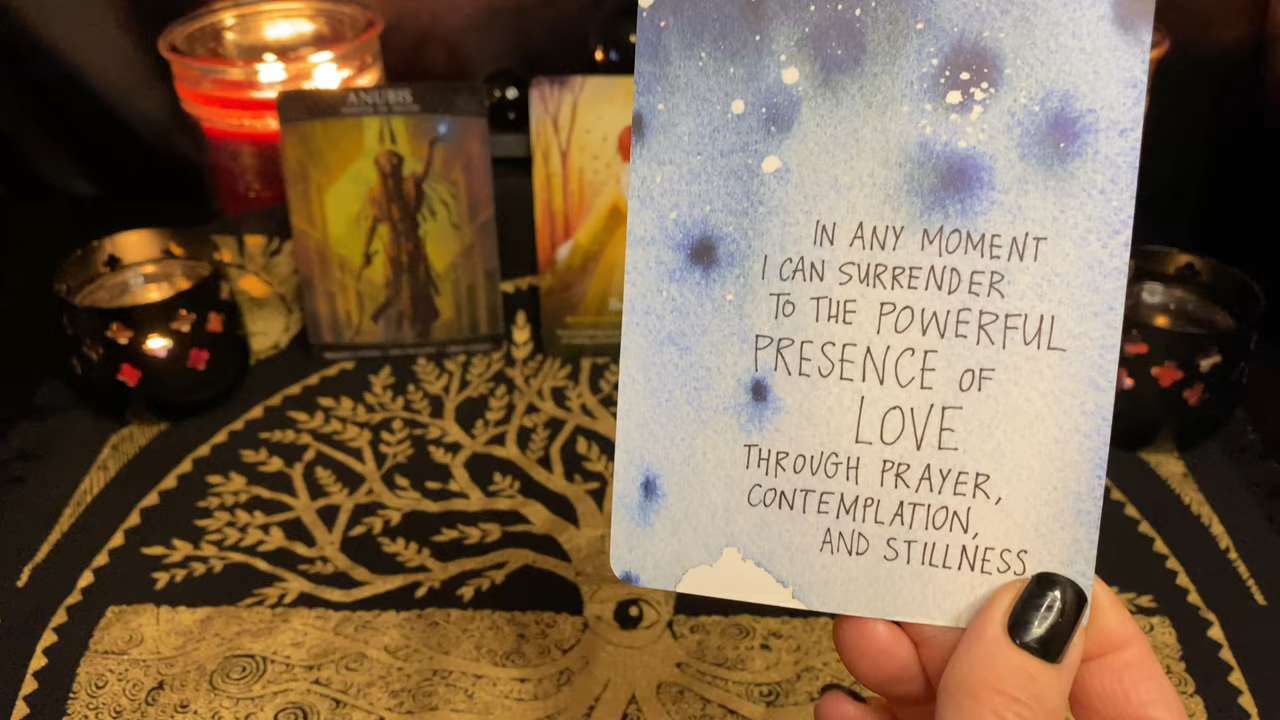 ANUBIS
IN ANY MOMENT
I CAN SURRENDER
TO THE POWERFUL
PRESENCE OF
LOVE
THROUGH PRAYER,
CONTEMPLATION,
AND STILLNESS